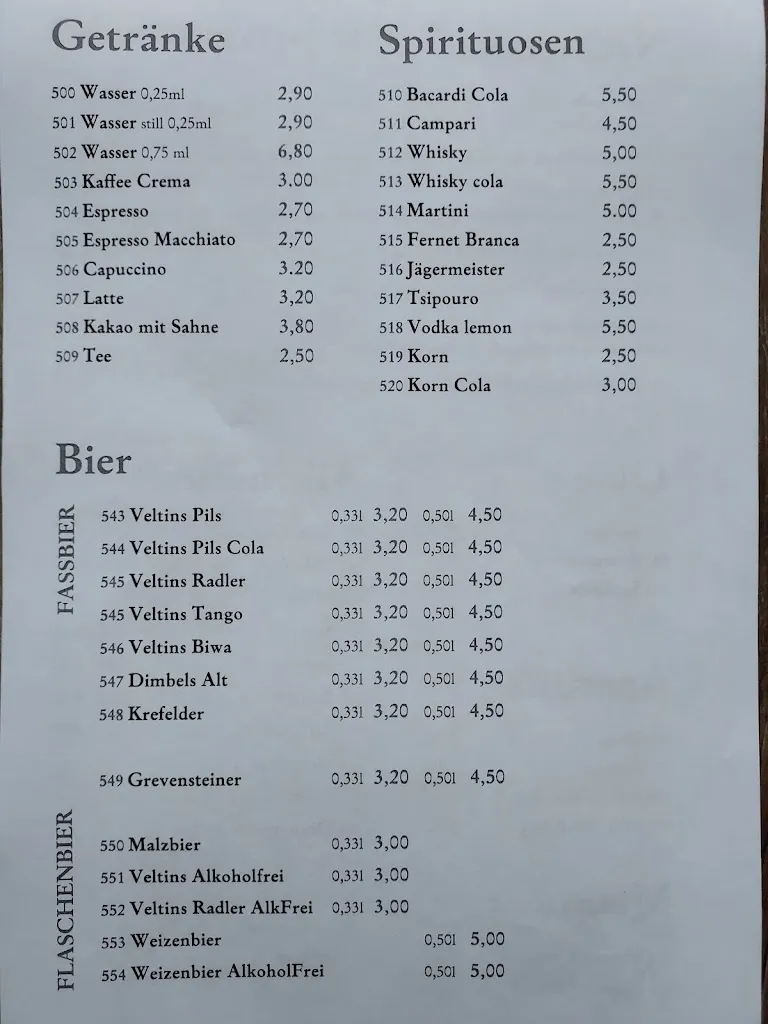 Getränke
500 Wasser 0,25ml 2,90
501 Wasser still 0,25ml 2,90
502 Wasser 0,75 ml 6,80
503 Kaffee Crema 3.00
504 Espresso 2,70
505 Espresso Macchiato 2,70
506 Capuccino 3.20
507 Latte 3,20
508 Kakao mit Sahne 3,80
509 Tee 2,50
Spirituosen
510 Bacardi Cola 5,50
511 Campari 4,50
512 Whisky 5,00
513 Whisky cola 5,50
514 Martini 5.00
515 Fernet Branca 2,50
516 Jägermeister 2,50
517 Tsipouro 3,50
518 Vodka lemon 5,50
519 Korn 2,50
520 Korn Cola 3,00
Bier
FASSBIER
543 Veltins Pils 0,33l 3,20 0,50l 4,50
544 Veltins Pils Cola 0,33l 3,20 0,50l 4,50
545 Veltins Radler 0,33l 3,20 0,50l 4,50
545 Veltins Tango 0,33l 3,20 0,50l 4,50
546 Veltins Biwa 0,33l 3,20 0,50l 4,50
547 Dimbels Alt 0,33l 3,20 0,50l 4,50
548 Krefelder 0,33l 3,20 0,50l 4,50
549 Grevensteiner 0,33l 3,20 0,50l 4,50
FLASCHENBIER
550 Malzbier 0,33l 3,00
551 Veltins Alkoholfrei 0,33l 3,00
552 Veltins Radler AlkFrei 0,33l 3,00
553 Weizenbier 0,50l 5,00
554 Weizenbier AlkoholFrei 0,50l 5,00